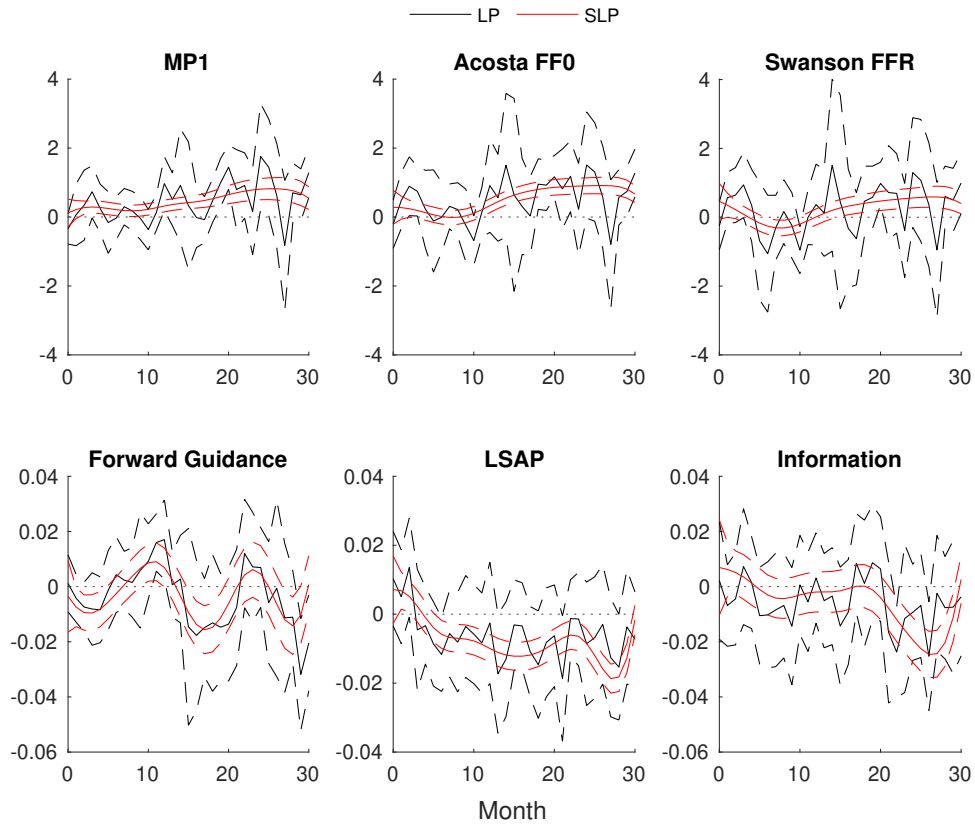 LP SLP
MP1 Acosta FF0 Swanson FFR
4 4 4
2 2 2
0 0 0
-2 -2 -2
-4 -4 -4
0 10 20 30 0 10 20 30 0 10 20 30
Forward Guidance LSAP Information
0.04 0.04 0.04
0.02 0.02 0.02
0 0 0
-0.02 -0.02 -0.02
-0.04 -0.04 -0.04
-0.06 -0.06
0 10 20 30 0 10 20 30 0 10 20 30
Month